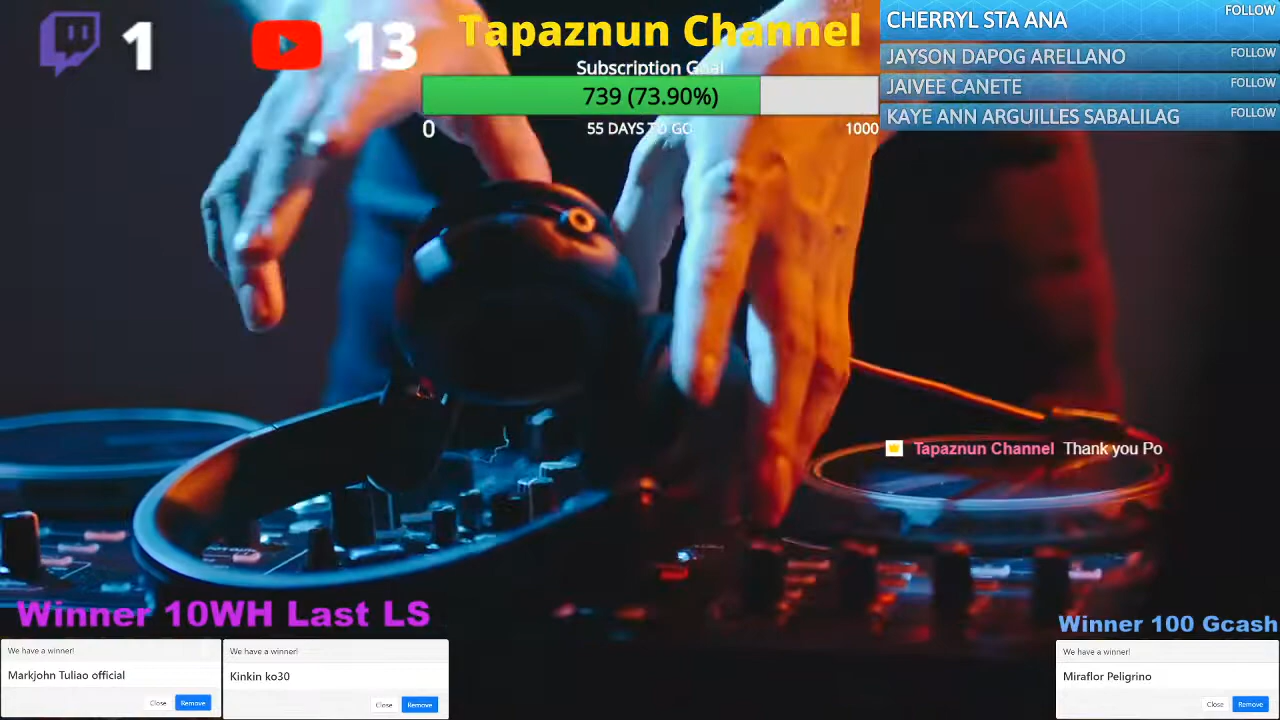 1
13
Tapaznun Channel
Subscription Goal
739 (73.90%)
0
55 DAYS TO GO
1000
CHERRYL STA ANA
FOLLOW
JAYSON DAPOG ARELLANO
FOLLOW
JAIVEE CANETE
FOLLOW
KAYE ANN ARGUILLES SABALILAG
FOLLOW
Tapaznun Channel Thank you Po
Winner 10WH Last LS
We have a winner!
Markjohn Tuliao official
Close Remove
We have a winner!
Kinkin ko30
Close Remove
Winner 100 Gcash
We have a winner!
Miraflor Peligrino
Close Remove